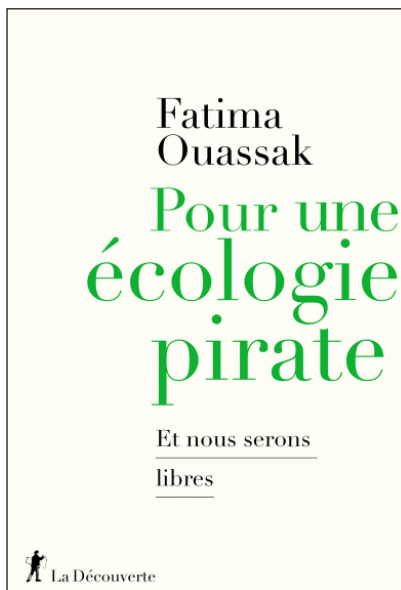 Fatima
Ouassak
Pour une
écologie
pirate
Et nous serons
libres
La Découverte